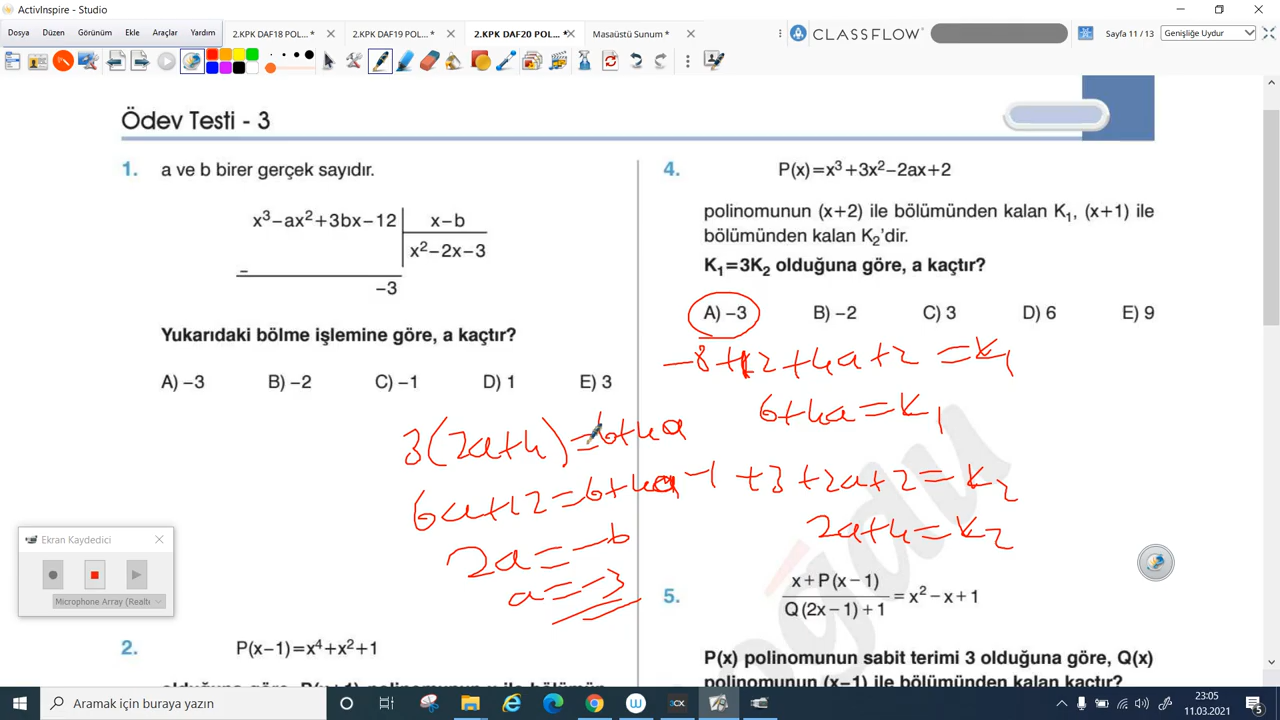 ActivInspire - Studio
Dosya Düzen Görünüm Ekle Araçlar Yardım
2.KPK DAF18 POL... * 2.KPK DAF19 POL... 2.KPK DAF20 POL... * Masaüstü Sunum *
CLASSFLOW
Sayfa 11 / 13
Genişliğe Uydur
Ödev Testi - 3
1. a ve b birer gerçek sayıdır.
x³−ax²+3bx−12 x−b
x²−2x−3
−
−3
Yukarıdaki bölme işlemine göre, a kaçtır?
A) −3 B) −2 C) −1 D) 1 E) 3
3(2a+4)=6+4a
6a+12=6+4a
2a=−6
a=−3
Ekran Kaydedici
Microphone Array (Realte
2. P(x−1)=x⁴+x²+1
4. P(x)=x³+3x²−2ax+2
polinomunun (x+2) ile bölümünden kalan K₁, (x+1) ile
bölümünden kalan K₂'dir.
K₁=3K₂ olduğuna göre, a kaçtır?
A) −3 B) −2 C) 3 D) 6 E) 9
−8+12+4a+2=K₁
6+4a=K₁
−1+3+2a+2=K₂
2a+4=K₂
5. x+P(x−1)
Q(2x−1)+1
= x²−x+1
P(x) polinomunun sabit terimi 3 olduğuna göre, Q(x)
polinomunun (x−1) ile bölümünden kalan kaçtır?
Aramak için buraya yazın
3CX
23:05
11.03.2021
5